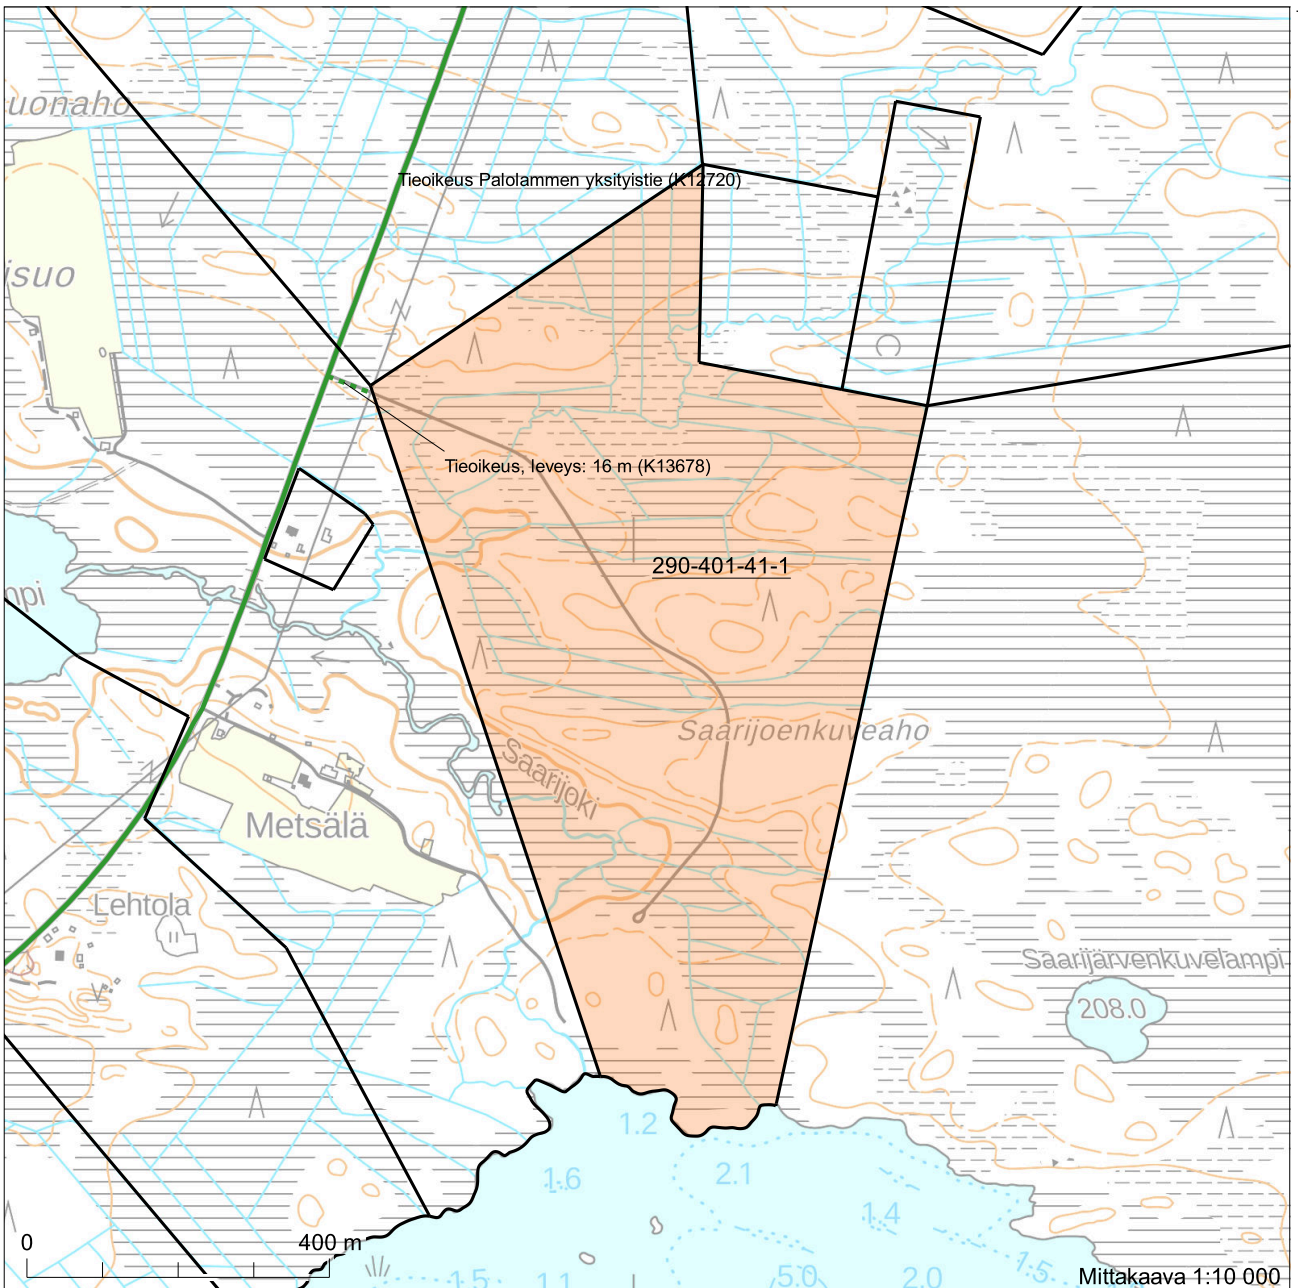 uonaho
Tieoikeus Palolammen yksityistie (K12720)
isuo
Tieoikeus, leveys: 16 m (K13678)
290-401-41-1
mpi
Saarijoenkuveaho
Saarijoki
Metsälä
Lehtola
Saarijärvenkuvelampi
208.0
1.2
1.6
2.1
1.4
0
400 m
1.5
1.1
5.0
2.0
1.5
Mittakaava 1:10 000